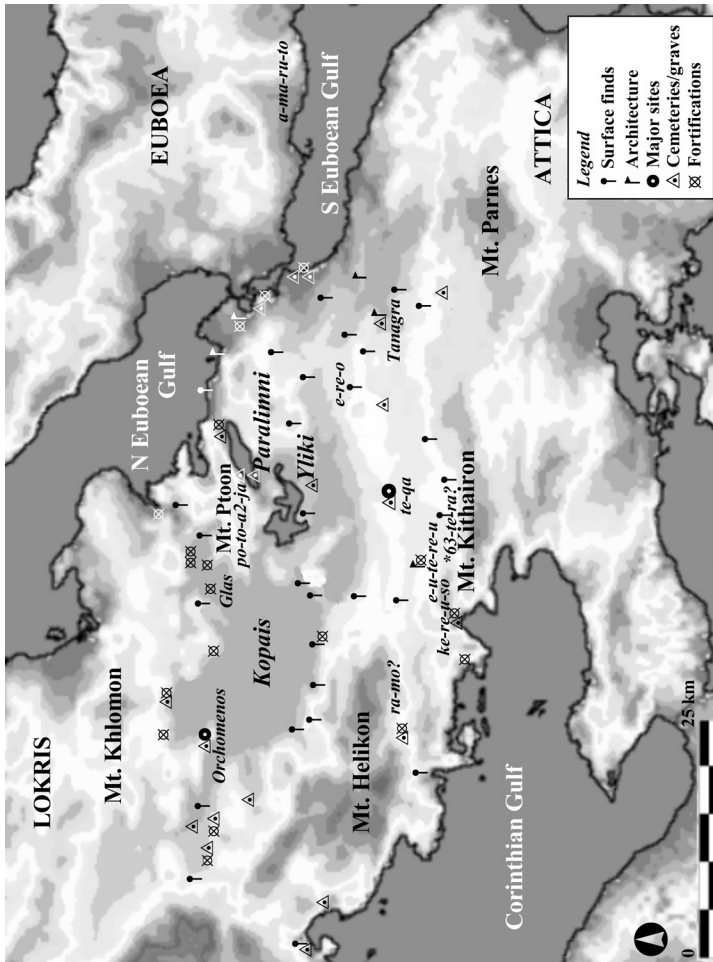 LOKRIS
EUBOEA
a-ma-ru-to
Mt. Khlomon
N Euboean
Gulf
S Euboean Gulf
Mt. Ptoon
po-to-a2-ja
Paralimni
Glas
Orchomenos
Kopais
Yliki
e-re-o
Tanagra
Mt. Parnes
ATTICA
Mt. Helikon
ra-mo?
te-qa
e-u-te-re-u
*63-te-ra?
ke-re-u-so
Mt. Kithairon
Corinthian Gulf
0
25 km
Legend
Surface finds
Architecture
Major sites
Cemeteries/graves
Fortifications